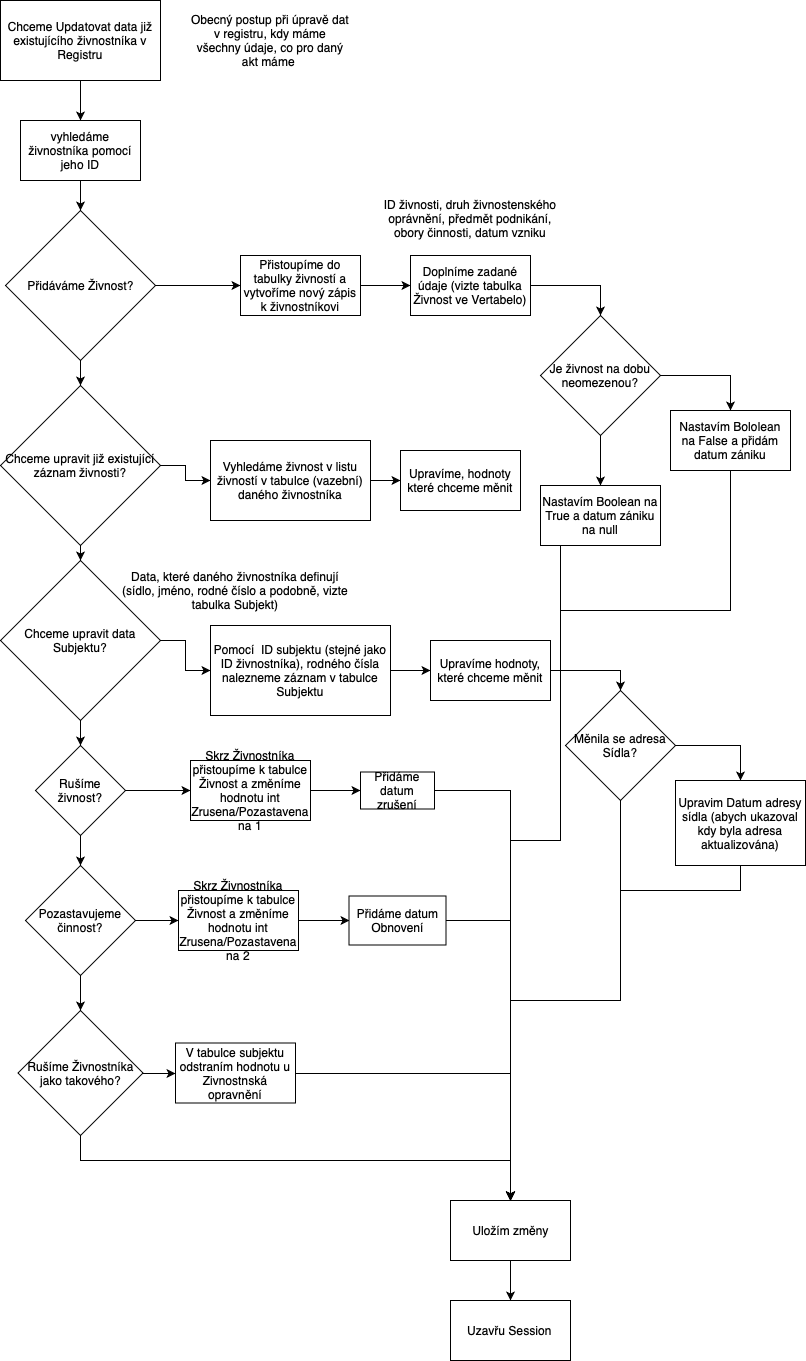 Chceme Updatovat data již
existujícího živnostníka v
Registru
Obecný postup při úpravě dat
v registru, kdy máme
všechny údaje, co pro daný
akt máme
vyhledáme
živnostníka pomocí
jeho ID
Přidáváme Živnost?
Přistoupíme do
tabulky živností a
vytvoříme nový zápis
k živnostníkovi
ID živnosti, druh živnostenského
oprávnění, předmět podnikání,
obory činnosti, datum vzniku
Doplníme zadané
údaje (vizte tabulka
Živnost ve Vertabelo)
Je živnost na dobu
neomezenou?
Nastavím Bololean
na False a přidám
datum zániku
Nastavím Boolean na
True a datum zániku
na null
Chceme upravit již existující
záznam živnosti?
Vyhledáme živnost v listu
živností v tabulce (vazební)
daného živnostníka
Upravíme, hodnoty
které chceme měnit
Data, které daného živnostníka definují
(sídlo, jméno, rodné číslo a podobně, vizte
tabulka Subjekt)
Chceme upravit data
Subjektu?
Pomocí ID subjektu (stejné jako
ID živnostníka), rodného čísla
nalezneme záznam v tabulce
Subjektu
Upravíme hodnoty,
které chceme měnit
Měnila se adresa
Sídla?
Upravim Datum adresy
sídla (abych ukazoval
kdy byla adresa
aktualizována)
Rušíme
živnost?
Skrz Živnostníka
přistoupíme k tabulce
Živnost a změníme
hodnotu int
Zrusena/Pozastavena
na 1
Přidáme
datum
zrušení
Pozastavujeme
činnost?
Skrz Živnostníka
přistoupíme k tabulce
Živnost a změníme
hodnotu int
Zrusena/Pozastavena
na 2
Přidáme datum
Obnovení
Rušíme Živnostníka
jako takového?
V tabulce subjektu
odstraním hodnotu u
Zivnostnská
opravnění
Uložím změny
Uzavřu Session